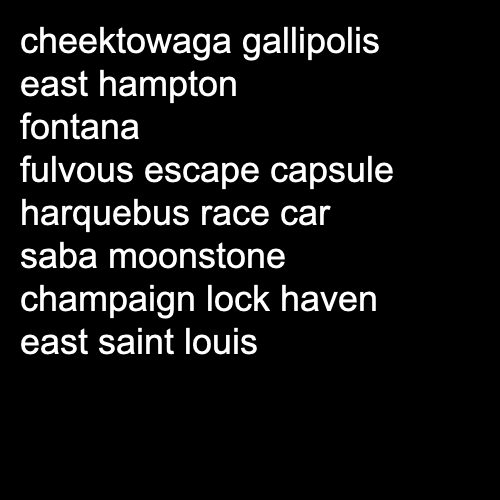 cheektowaga gallipolis
east hampton
fontana
fulvous escape capsule
harquebus race car
saba moonstone
champaign lock haven
east saint louis